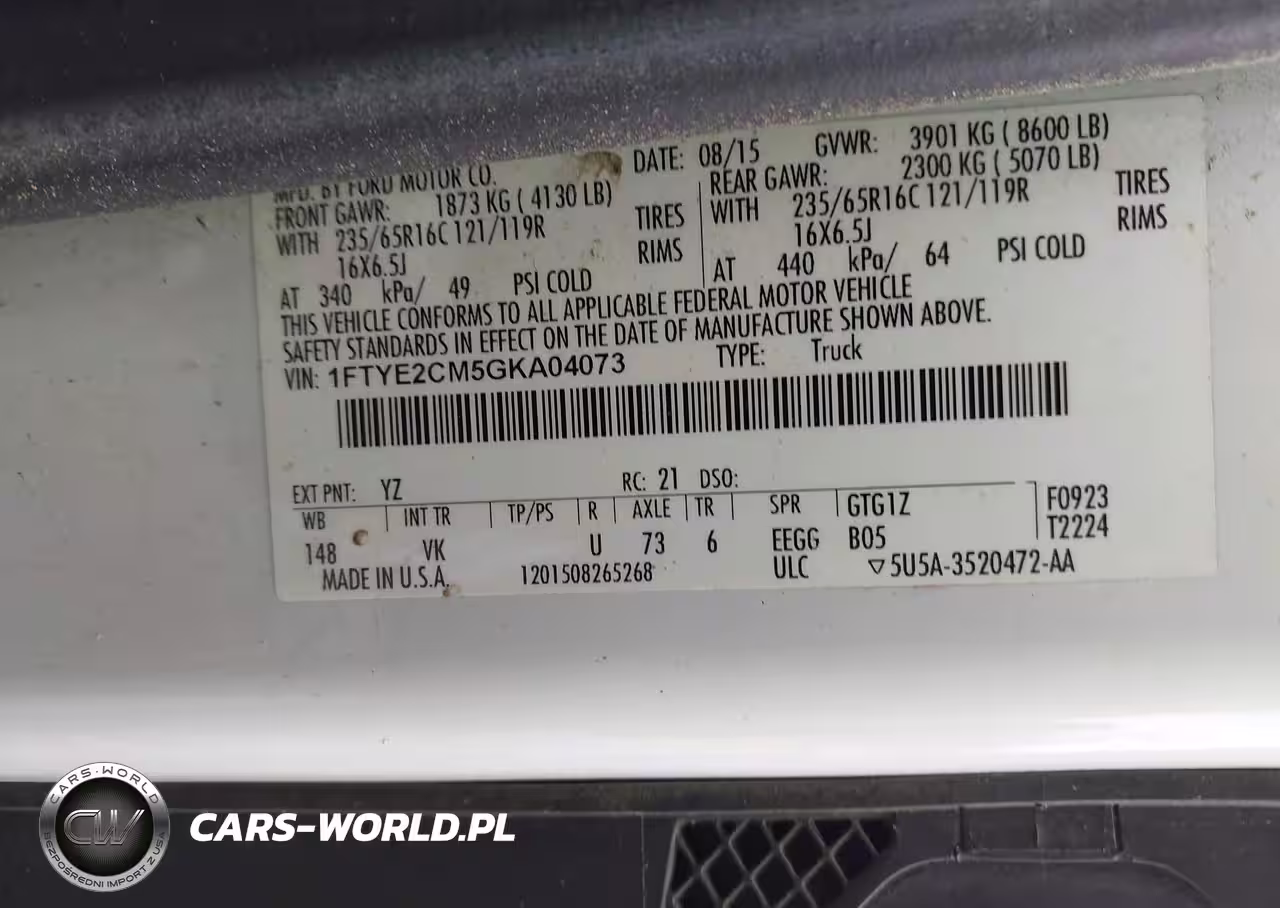 MFD. BY FORD MOTOR CO.
DATE: 08/15
GVWR: 3901 KG ( 8600 LB)
FRONT GAWR: 1873 KG ( 4130 LB)
REAR GAWR: 2300 KG ( 5070 LB)
WITH 235/65R16C 121/119R TIRES
WITH 235/65R16C 121/119R TIRES
16X6.5J RIMS
16X6.5J RIMS
AT 340 kPa/ 49 PSI COLD
AT 440 kPa/ 64 PSI COLD
THIS VEHICLE CONFORMS TO ALL APPLICABLE FEDERAL MOTOR VEHICLE
SAFETY STANDARDS IN EFFECT ON THE DATE OF MANUFACTURE SHOWN ABOVE.
VIN: 1FTYE2CM5GKA04073
TYPE: Truck
EXT PNT: YZ RC: 21 DSO:
WB INT TR TP/PS R AXLE TR SPR GTG1Z F0923
148 VK U 73 6 EEGG B05 T2224
MADE IN U.S.A. 1201508265268 ULC ▽5U5A-3520472-AA
CARS-WORLD
CW
BEZPOŚREDNI IMPORT Z USA
CARS-WORLD.PL